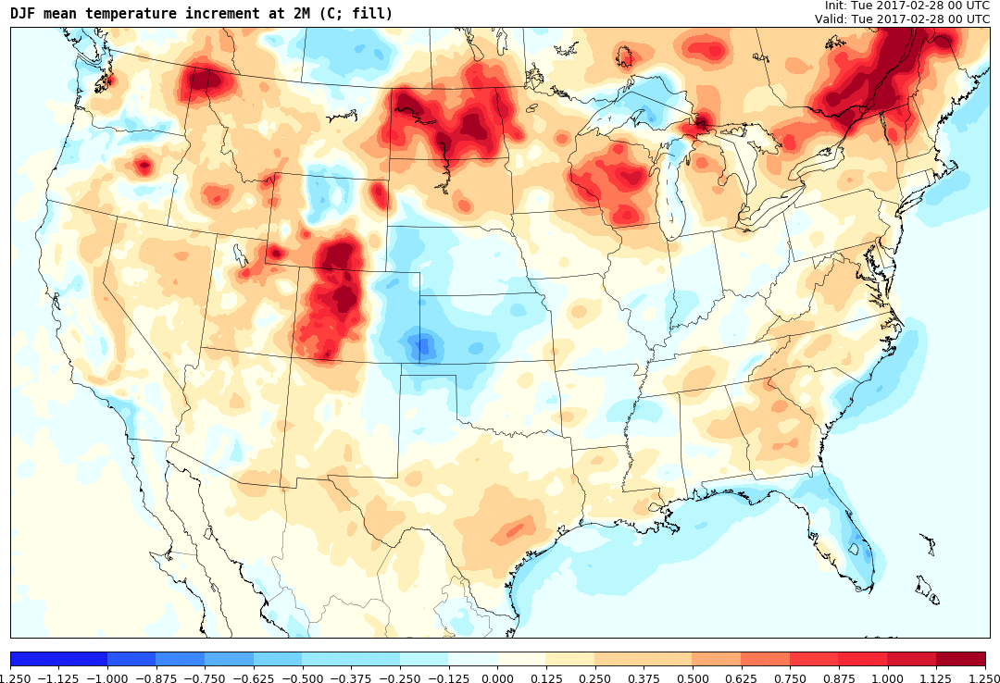 DJF mean temperature increment at 2M (C; fill)
Init: Tue 2017-02-28 00 UTC
Valid: Tue 2017-02-28 00 UTC
1.250 −1.125 −1.000 −0.875 −0.750 −0.625 −0.500 −0.375 −0.250 −0.125 0.000 0.125 0.250 0.375 0.500 0.625 0.750 0.875 1.000 1.125 1.250